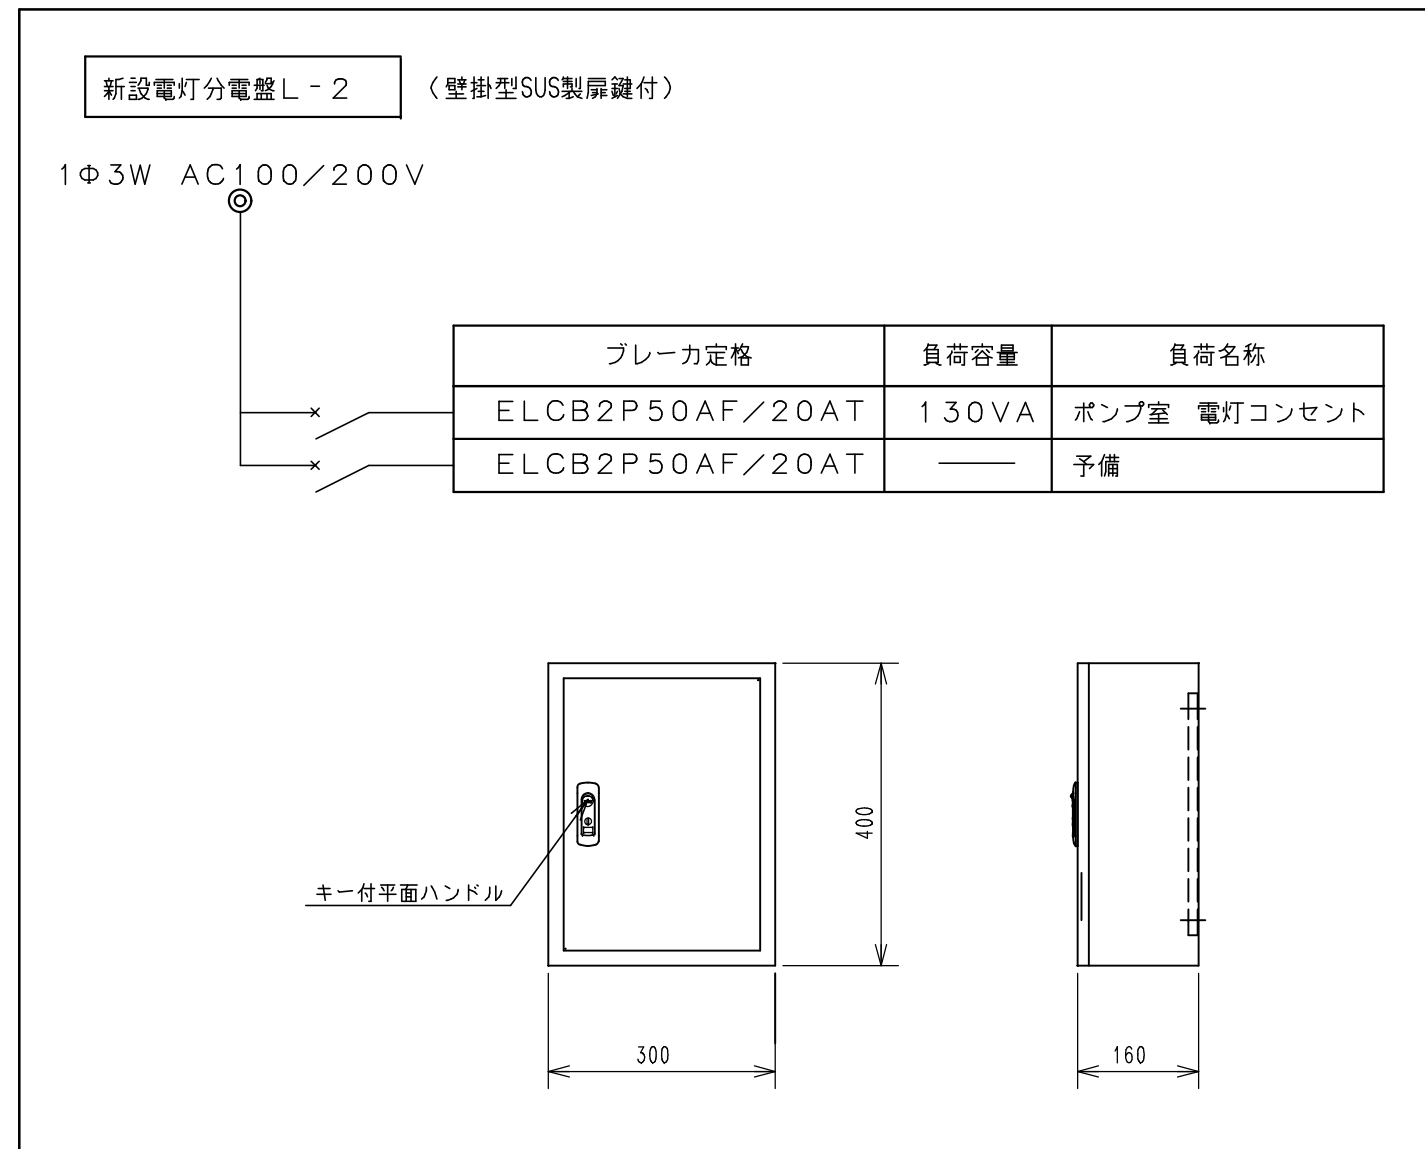 新設電灯分電盤L-2 (壁掛型SUS製扉鍵付)
1Φ3W AC100/200V
ブレーカ定格 負荷容量 負荷名称
ELCB2P50AF/20AT 130VA ポンプ室 電灯コンセント
ELCB2P50AF/20AT ── 予備
400
キー付平面ハンドル
300 160